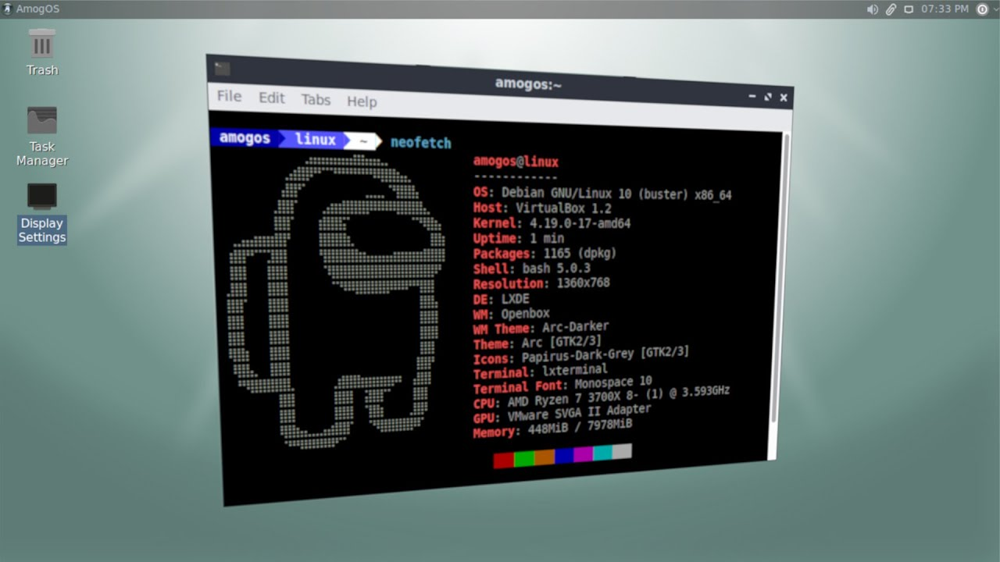 AmogOS
07:33 PM
Trash
Task
Manager
Display
Settings
amogos:~
File Edit Tabs Help
amogos linux ~ neofetch
amogos@linux
------------
OS: Debian GNU/Linux 10 (buster) x86_64
Host: VirtualBox 1.2
Kernel: 4.19.0-17-amd64
Uptime: 1 min
Packages: 1165 (dpkg)
Shell: bash 5.0.3
Resolution: 1360x768
DE: LXDE
WM: Openbox
WM Theme: Arc-Darker
Theme: Arc [GTK2/3]
Icons: Papirus-Dark-Grey [GTK2/3]
Terminal: lxterminal
Terminal Font: Monospace 10
CPU: AMD Ryzen 7 3700X 8- (1) @ 3.593GHz
GPU: VMware SVGA II Adapter
Memory: 448MiB / 7978MiB